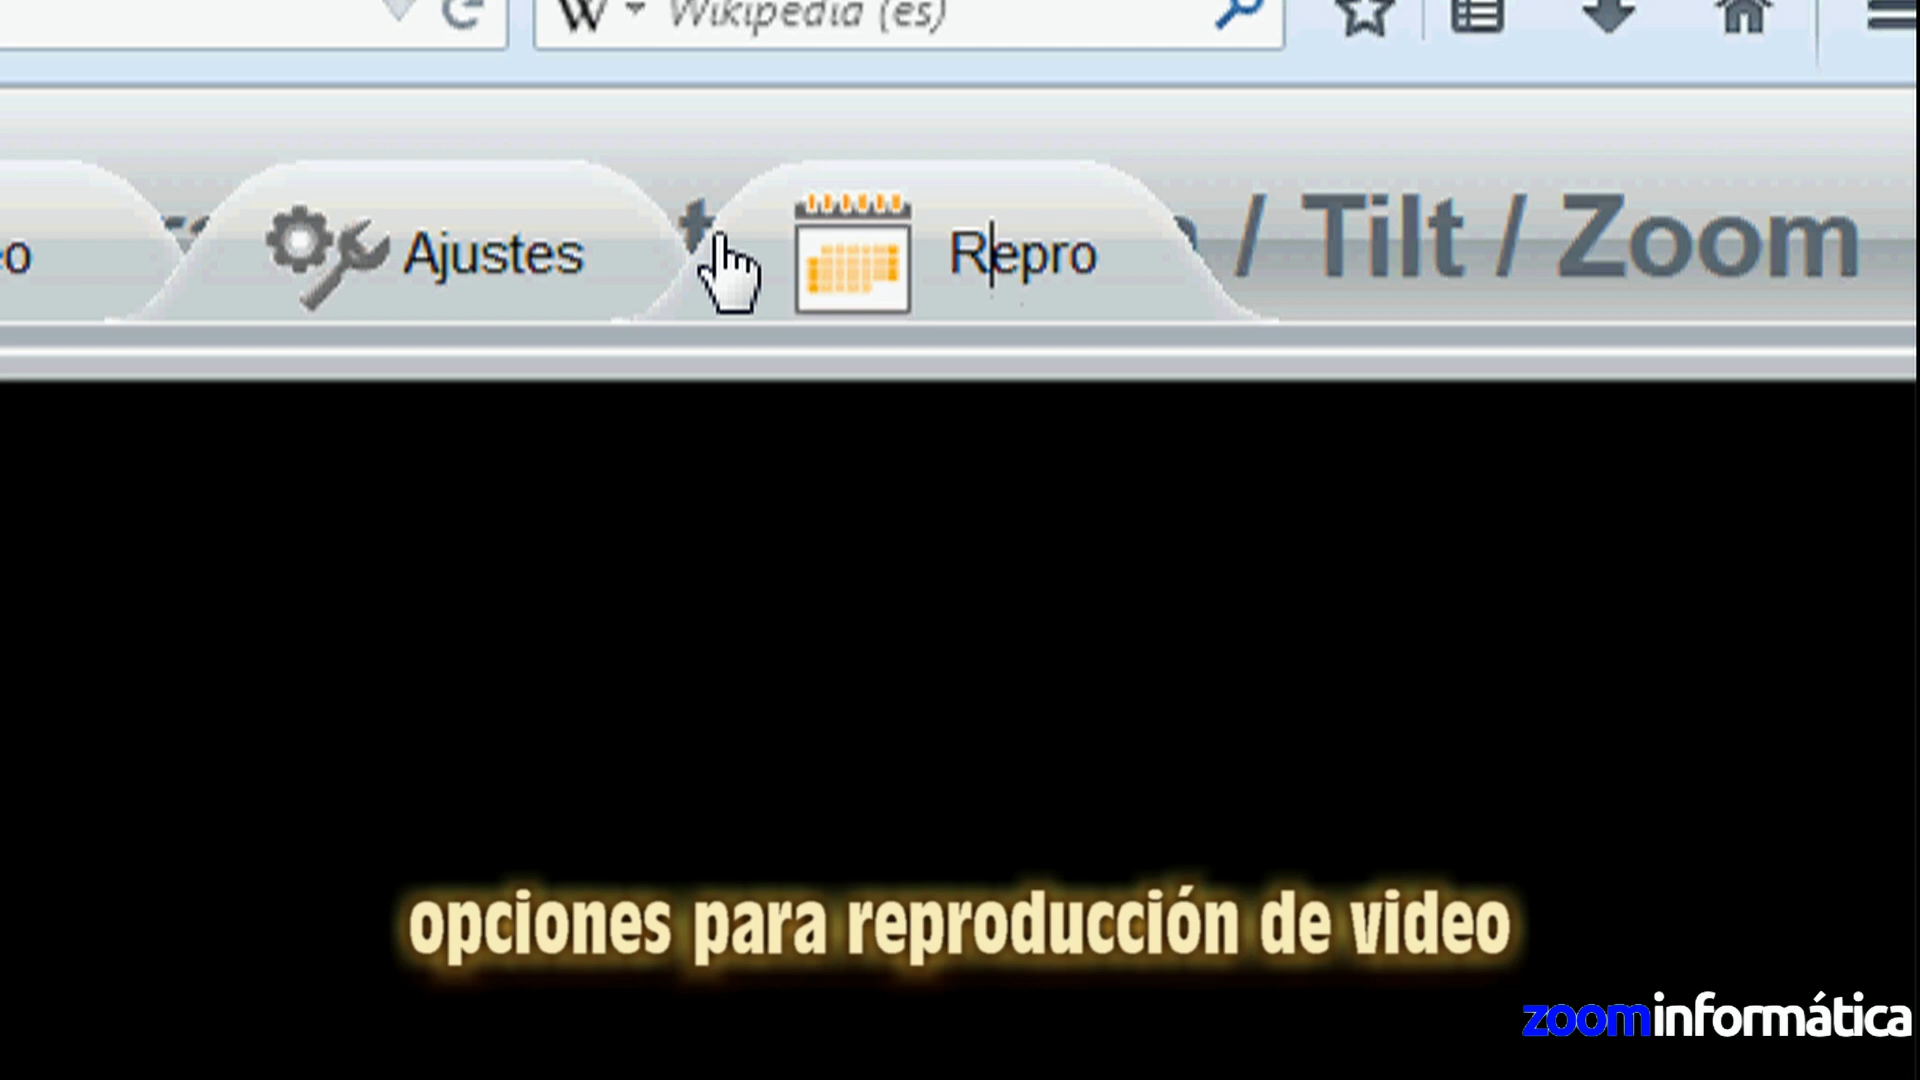 W Wikipedia (es)
Ajustes
Repro
/ Tilt / Zoom
opciones para reproducción de video
zoominformática